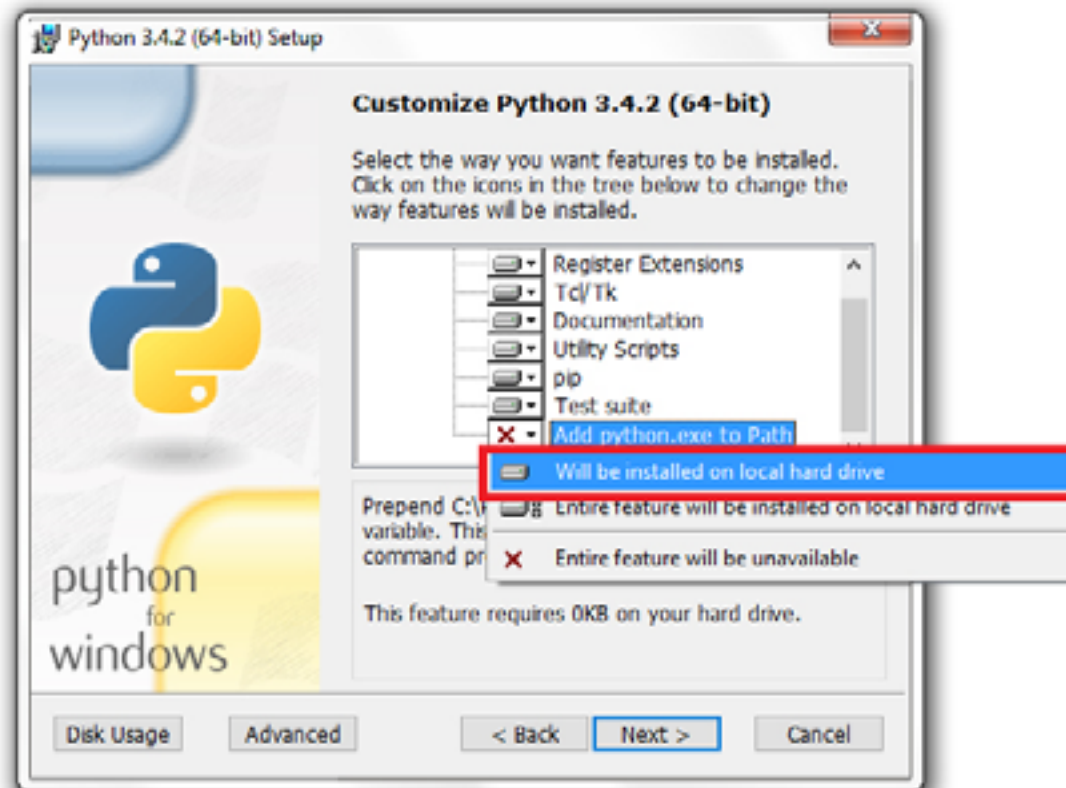 Python 3.4.2 (64-bit) Setup
Customize Python 3.4.2 (64-bit)
Select the way you want features to be installed.
Click on the icons in the tree below to change the
way features will be installed.
Register Extensions
Tcl/Tk
Documentation
Utility Scripts
pip
Test suite
Add python.exe to Path
Will be installed on local hard drive
Entire feature will be installed on local hard drive
Entire feature will be unavailable
Prepend C:\
variable. This
command pr
This feature requires 0KB on your hard drive.
python
for
windows
Disk Usage
Advanced
< Back
Next >
Cancel